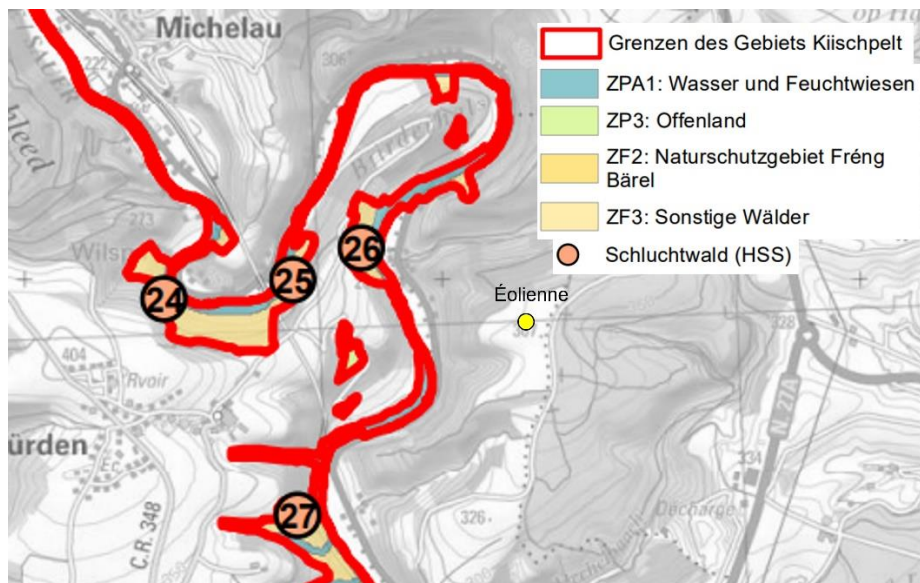 Michelau
Grenzen des Gebiets Kiischpelt
ZPA1: Wasser und Feuchtwiesen
ZP3: Offenland
ZF2: Naturschutzgebiet Fréng
Bärel
ZF3: Sonstige Wälder
Schluchtwald (HSS)
222
306
273
26
25
24
Éolienne
328
404
Rvoir
ürden
N. 27A
334
Décharge
27
326
C.R. 348